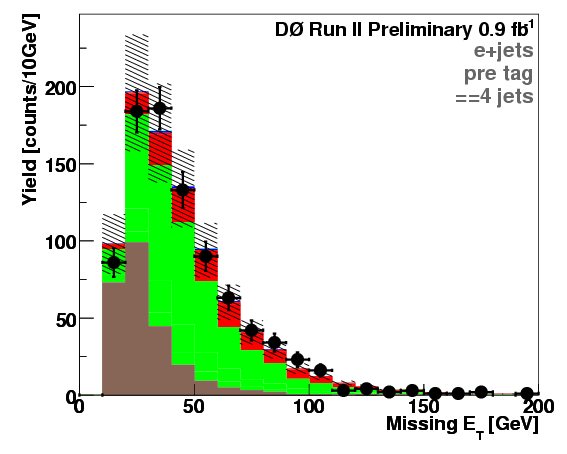 DØ Run II Preliminary 0.9 fb-1
e+jets
pre tag
==4 jets
Yield [counts/10GeV]
200
150
100
50
0
0 50 100 150 200
Missing ET [GeV]